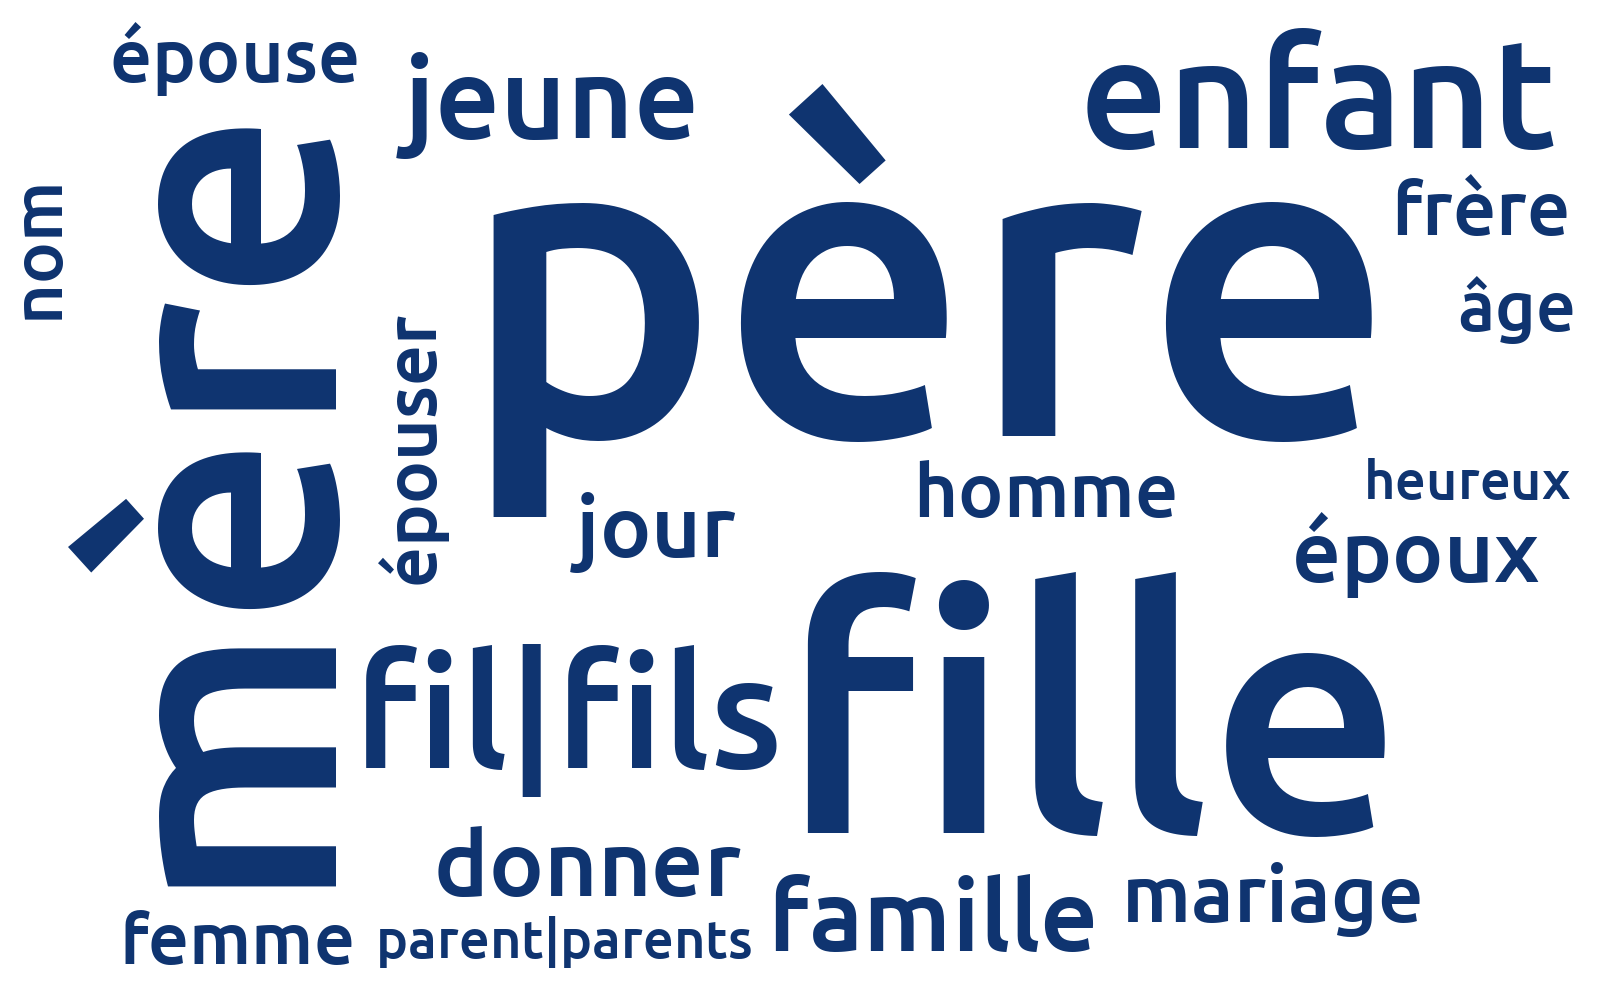 épouse
jeune
enfant
père
mère
nom
frère
âge
épouser
homme
heureux
jour
époux
fille
fil|fils
donner
famille
mariage
femme
parent|parents